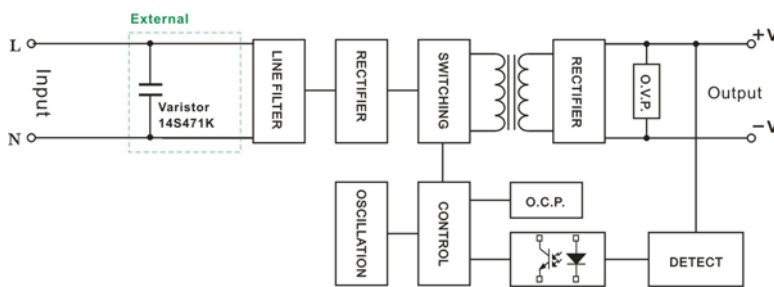 External
L
Input
N
Varistor
14S471K
LINE FILTER
RECTIFIER
SWITCHING
RECTIFIER
O.V.P.
+V
Output
−V
OSCILLATION
CONTROL
O.C.P.
DETECT